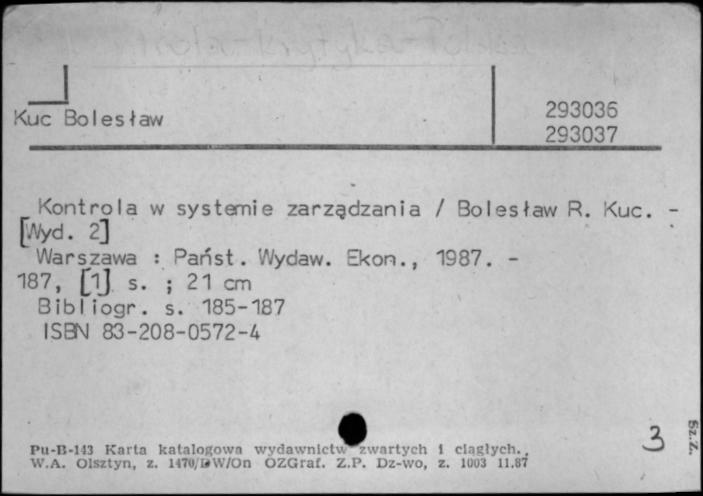 Kuc Bolesław
293036
293037
Kontrola w systemie zarządzania / Bolesław R. Kuc. -
[Wyd. 2]
Warszawa : Państ. Wydaw. Ekon., 1987. -
187, [1] s. ; 21 cm
Bibliogr. s. 185-187
ISBN 83-208-0572-4
3
Sz.Z.
Pu-B-143 Karta katalogowa wydawnictw zwartych i ciągłych.
W.A. Olsztyn, z. 1470/DW/On OZGraf. Z.P. Dz-wo, z. 1003 11.87